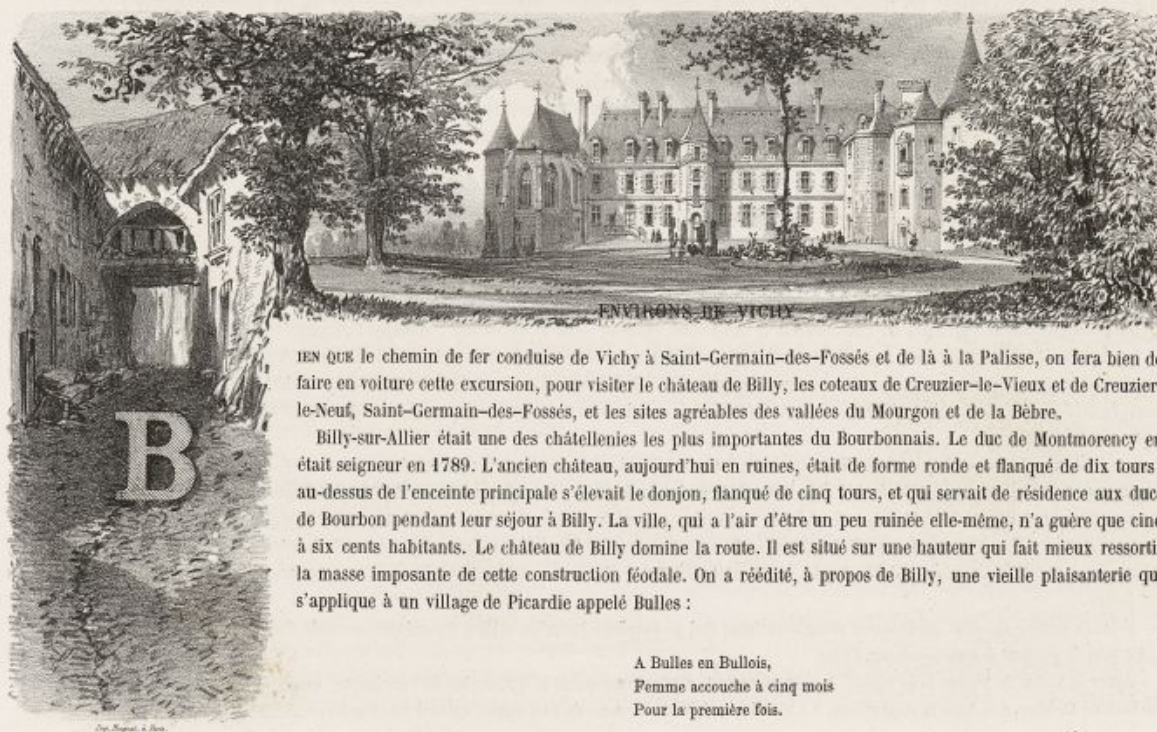 ENVIRONS DE VICHY
BIEN QUE le chemin de fer conduise de Vichy à Saint-Germain-des-Fossés et de là à la Palisse, on fera bien de
faire en voiture cette excursion, pour visiter le château de Billy, les coteaux de Creuzier-le-Vieux et de Creuzier
le-Neuf, Saint-Germain-des-Fossés, et les sites agréables des vallées du Mourgon et de la Bèbre.
Billy-sur-Allier était une des châtellenies les plus importantes du Bourbonnais. Le duc de Montmorency en
était seigneur en 1789. L'ancien château, aujourd'hui en ruines, était de forme ronde et flanqué de dix tours
au-dessus de l'enceinte principale s'élevait le donjon, flanqué de cinq tours, et qui servait de résidence aux duc
de Bourbon pendant leur séjour à Billy. La ville, qui a l'air d'être un peu ruinée elle-même, n'a guère que cinq
à six cents habitants. Le château de Billy domine la route. Il est situé sur une hauteur qui fait mieux ressorti
la masse imposante de cette construction féodale. On a réédité, à propos de Billy, une vieille plaisanterie qu
s'applique à un village de Picardie appelé Bulles :
A Bulles en Bullois,
Femme accouche à cinq mois
Pour la première fois.